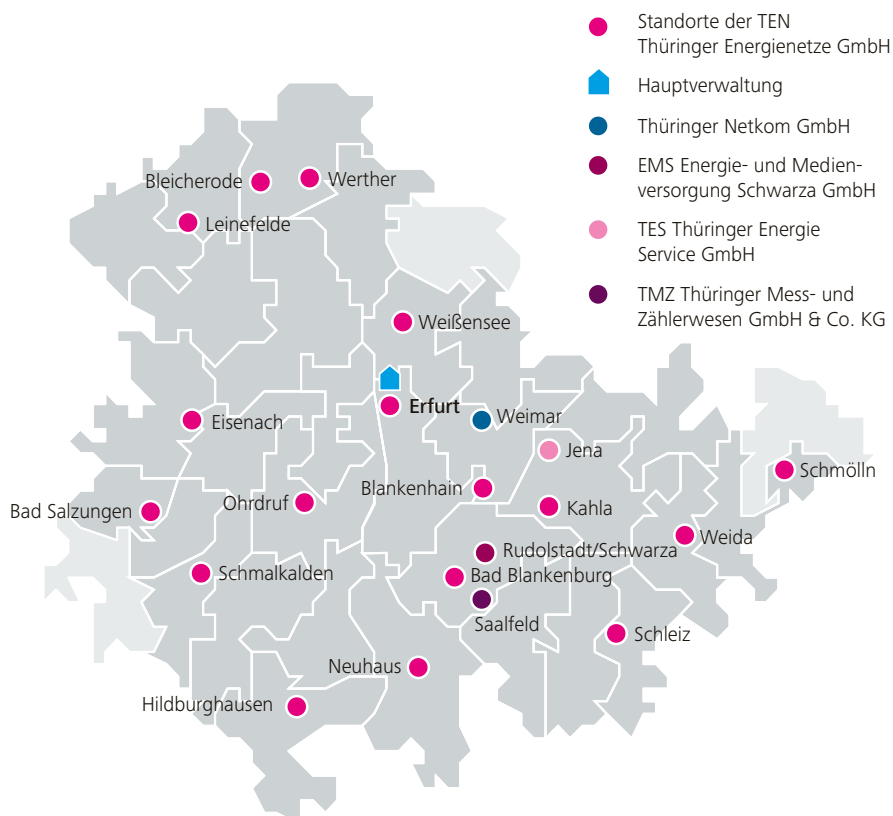 Standorte der TEN
Thüringer Energienetze GmbH
Hauptverwaltung
Thüringer Netkom GmbH
EMS Energie- und Medien-
versorgung Schwarza GmbH
TES Thüringer Energie
Service GmbH
TMZ Thüringer Mess- und
Zählerwesen GmbH & Co. KG
Bleicherode
Werther
Leinefelde
Weißensee
Erfurt
Weimar
Eisenach
Jena
Schmölln
Blankenhain
Ohrdruf
Kahla
Bad Salzungen
Weida
Rudolstadt/Schwarza
Schmalkalden
Bad Blankenburg
Saalfeld
Schleiz
Neuhaus
Hildburghausen